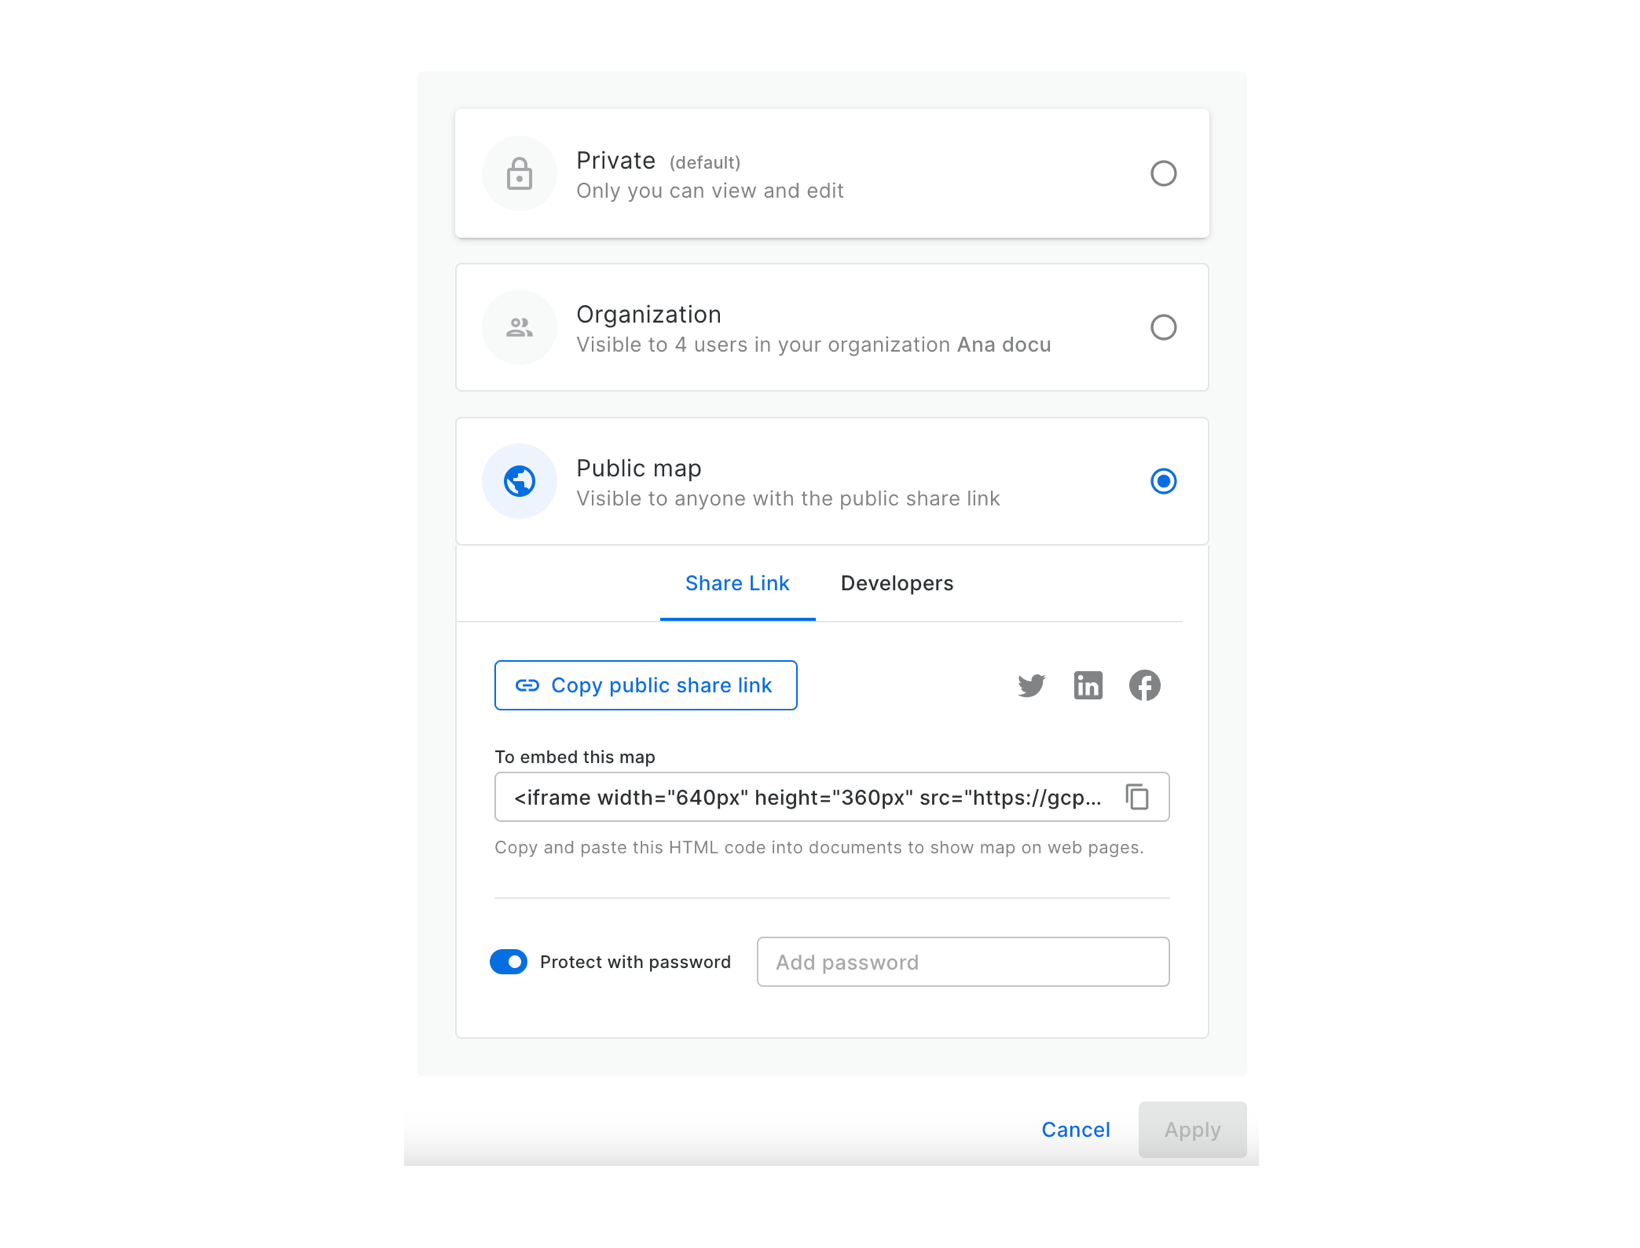 Private (default)
Only you can view and edit
Organization
Visible to 4 users in your organization Ana docu
Public map
Visible to anyone with the public share link
Share Link Developers
Copy public share link
To embed this map
<iframe width="640px" height="360px" src="https://gcp...
Copy and paste this HTML code into documents to show map on web pages.
Protect with password Add password
Cancel Apply